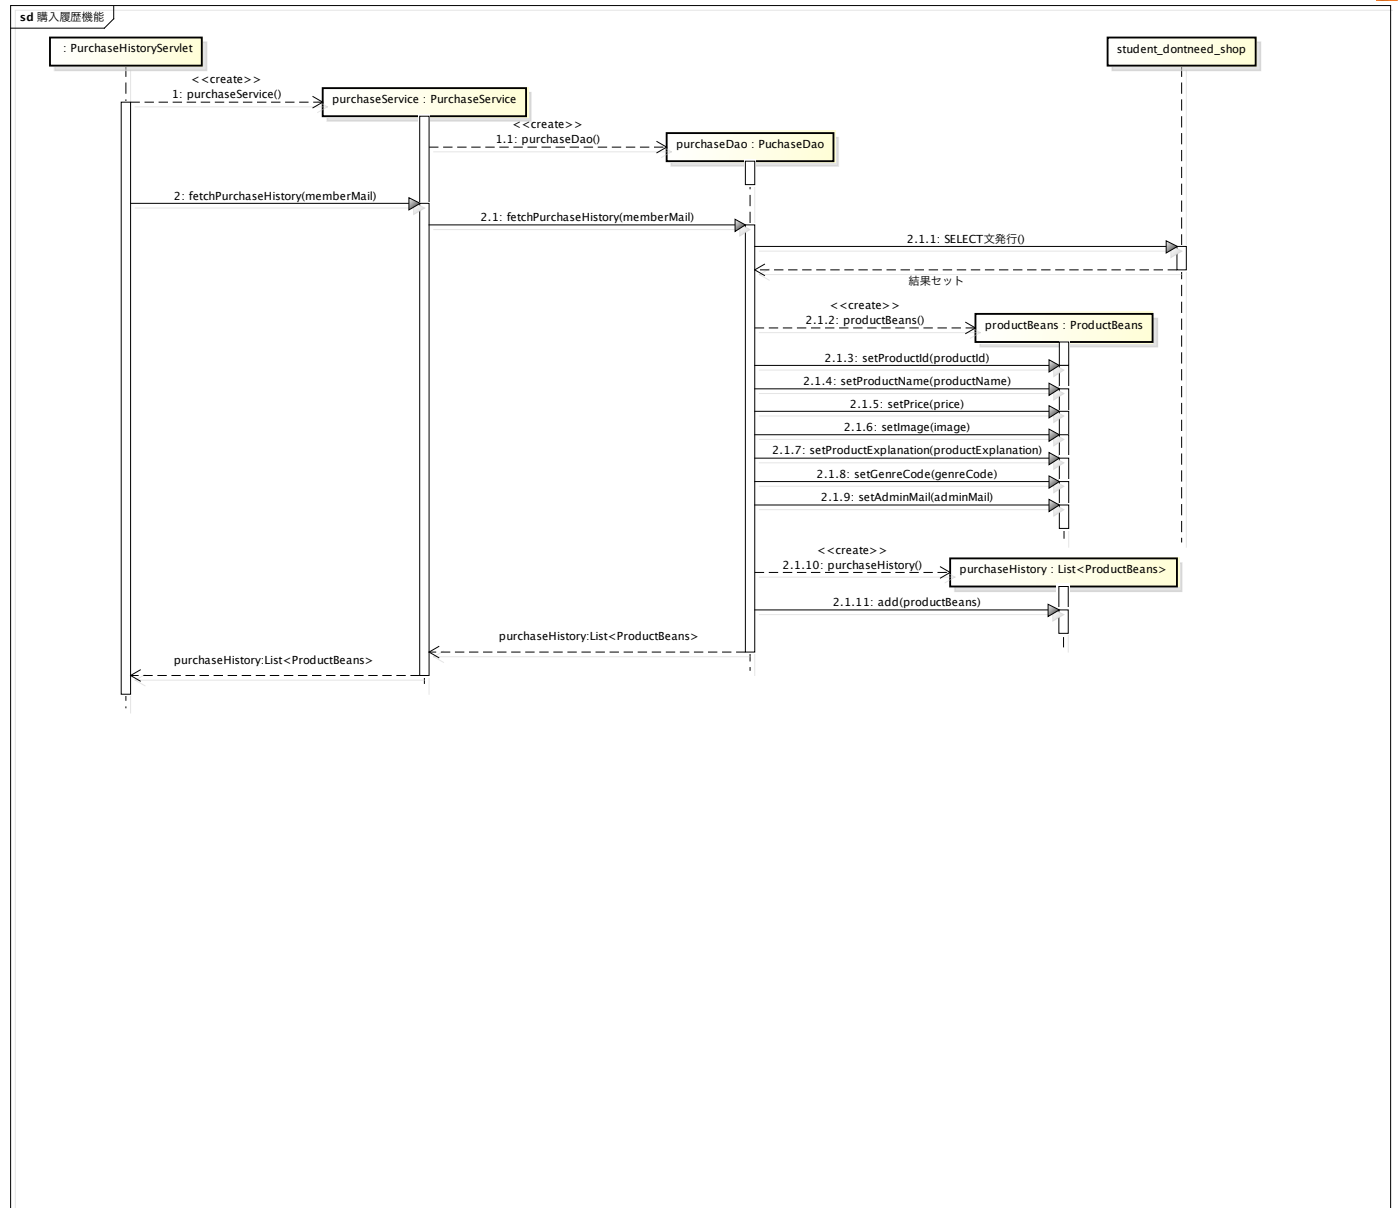 sd 購入履歴機能
: PurchaseHistoryServlet
student_dontneed_shop
<<create>>
1: purchaseService()
purchaseService : PurchaseService
<<create>>
1.1: purchaseDao()
purchaseDao : PuchaseDao
2: fetchPurchaseHistory(memberMail)
2.1: fetchPurchaseHistory(memberMail)
2.1.1: SELECT文発行()
結果セット
<<create>>
2.1.2: productBeans()
productBeans : ProductBeans
2.1.3: setProductId(productId)
2.1.4: setProductName(productName)
2.1.5: setPrice(price)
2.1.6: setImage(image)
2.1.7: setProductExplanation(productExplanation)
2.1.8: setGenreCode(genreCode)
2.1.9: setAdminMail(adminMail)
<<create>>
2.1.10: purchaseHistory()
purchaseHistory : List<ProductBeans>
2.1.11: add(productBeans)
purchaseHistory:List<ProductBeans>
purchaseHistory:List<ProductBeans>